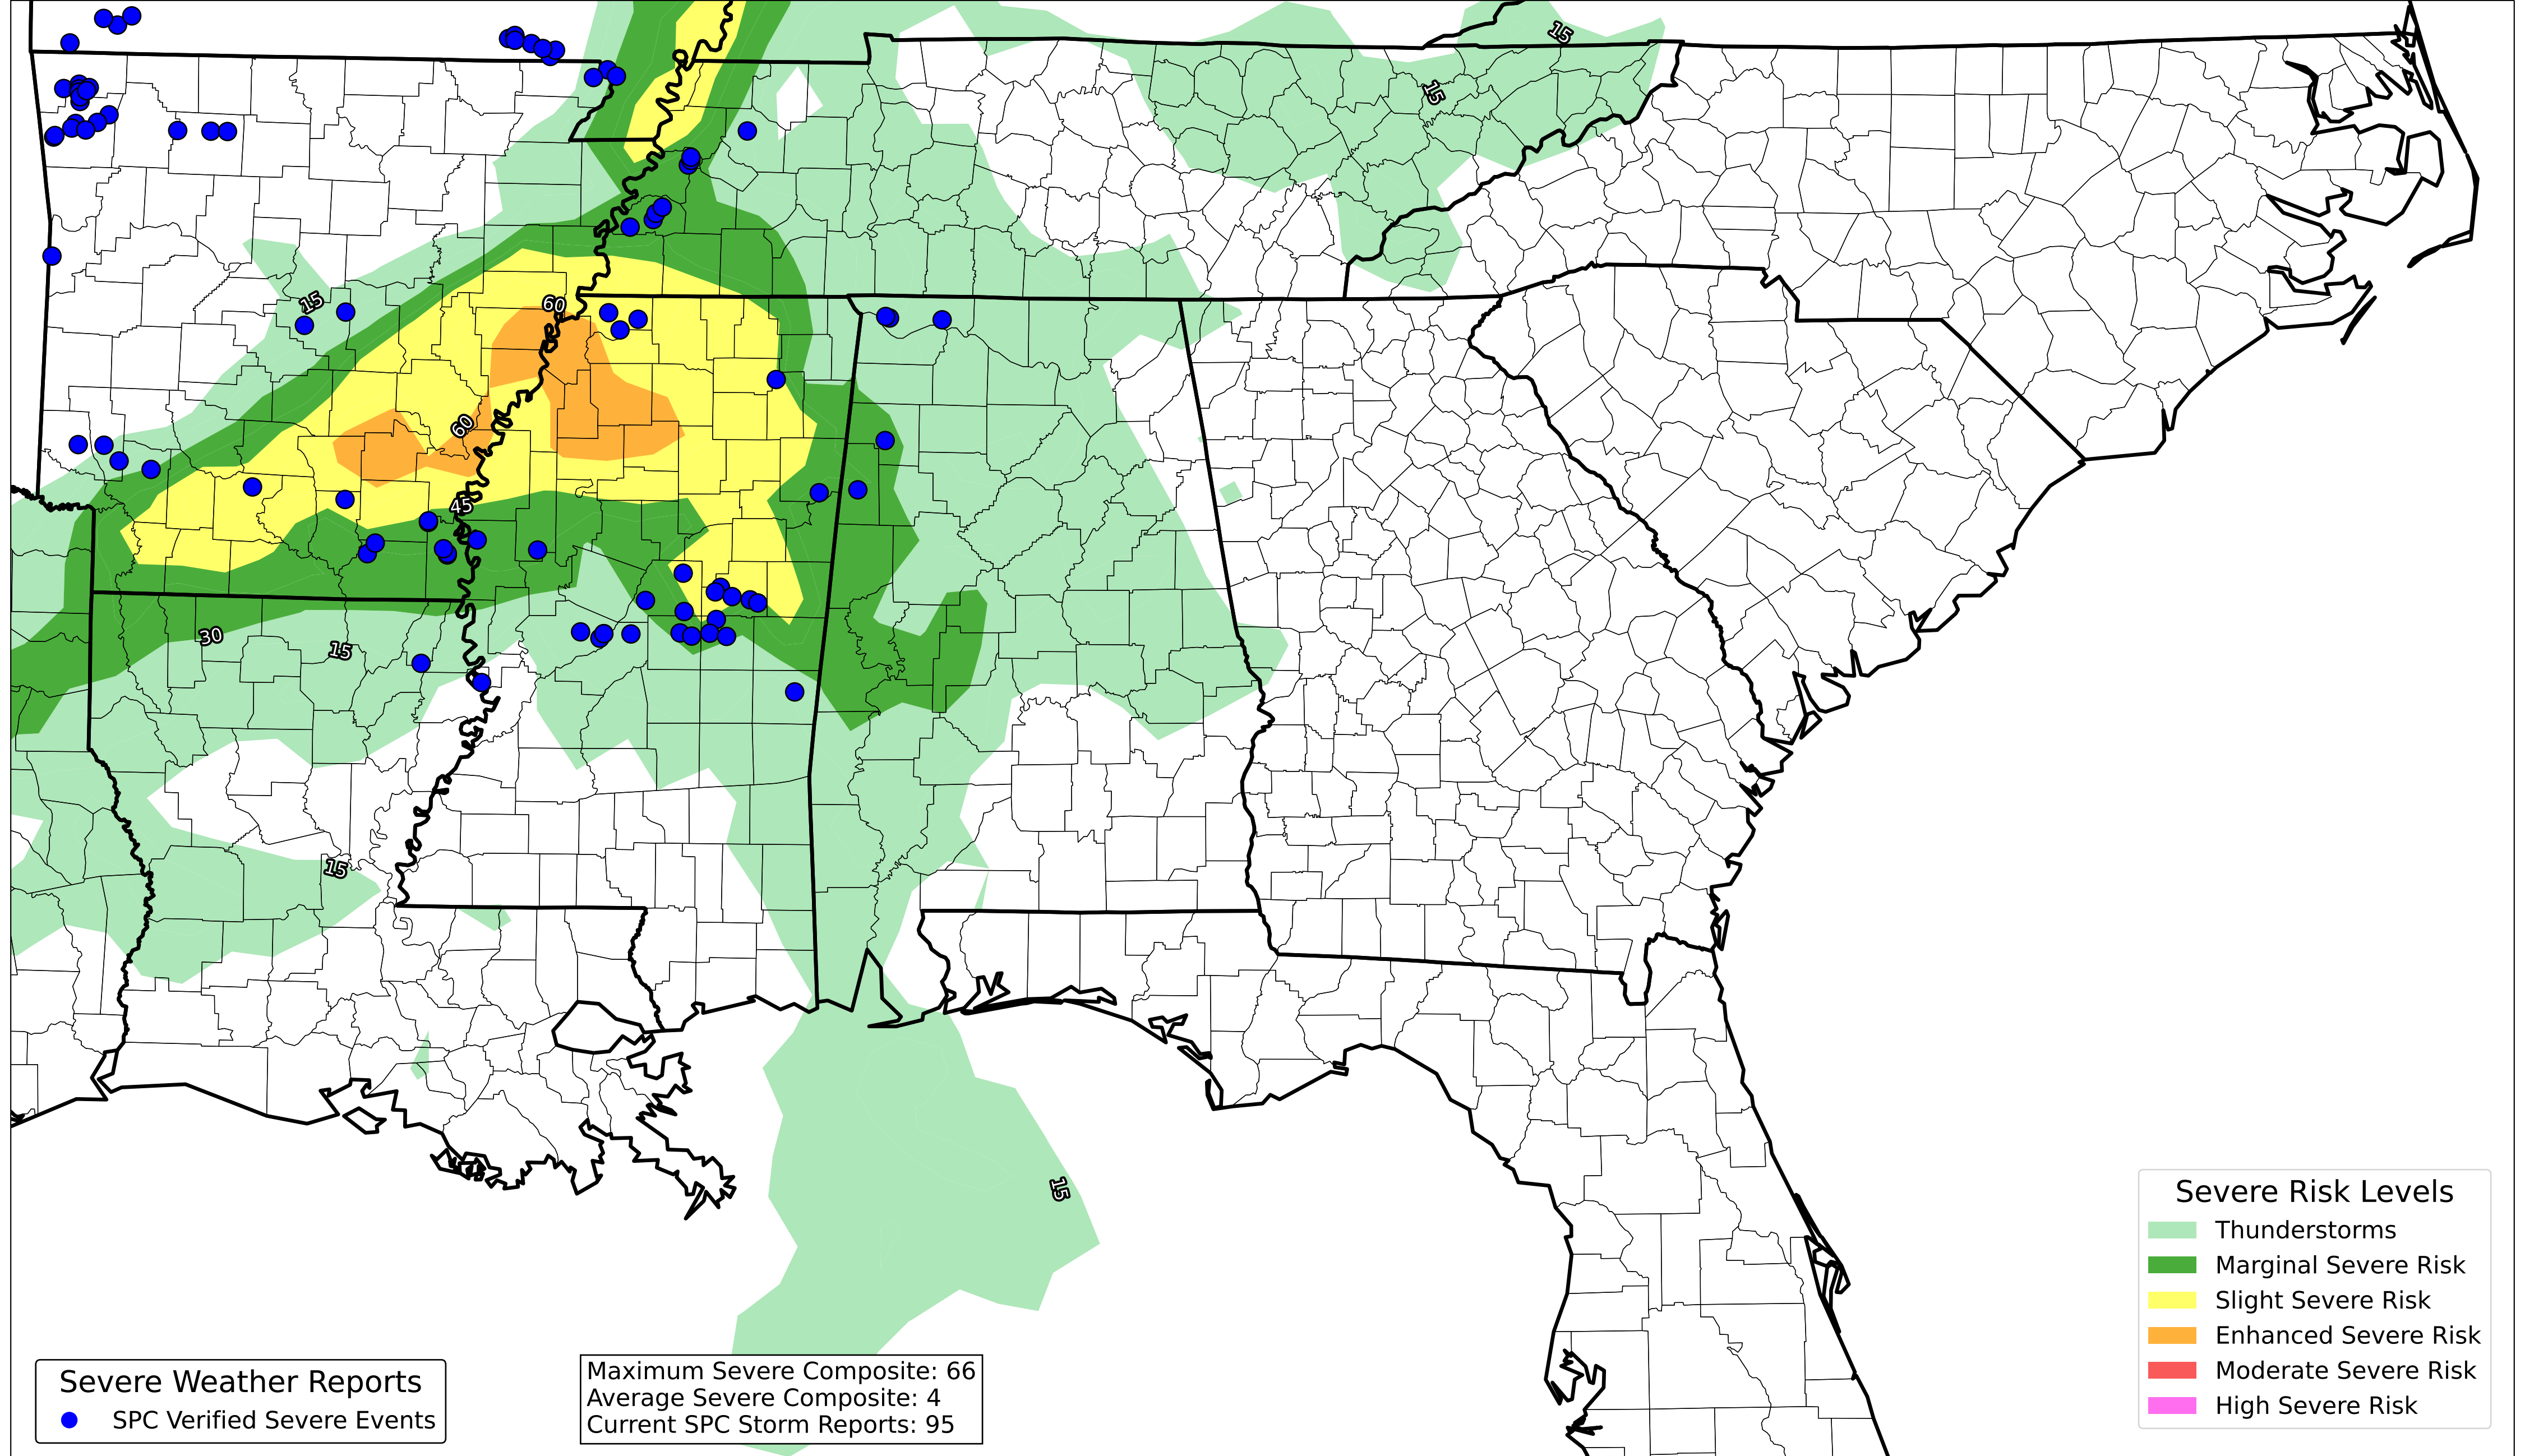 15
15
15
60
60
45
30
15
15
15
Severe Risk Levels
Thunderstorms
Marginal Severe Risk
Slight Severe Risk
Enhanced Severe Risk
Moderate Severe Risk
High Severe Risk
Severe Weather Reports
SPC Verified Severe Events
Maximum Severe Composite: 66
Average Severe Composite: 4
Current SPC Storm Reports: 95